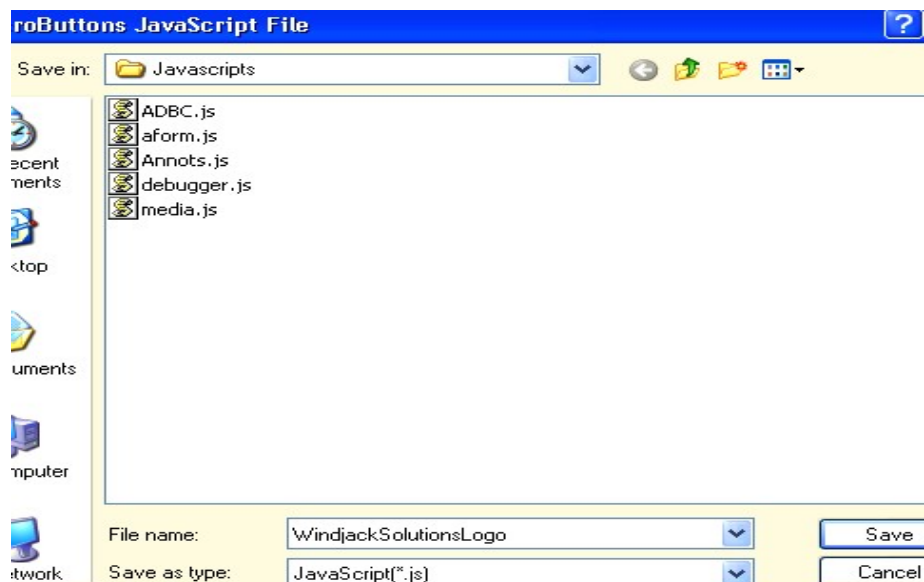 roButtons JavaScript File
Save in: Javascripts
ADBC.js
aform.js
Annots.js
debugger.js
media.js
ecent
ments
ktop
uments
mputer
etwork
File name: WindjackSolutionsLogo Save
Save as type: JavaScript(*.js) Cancel